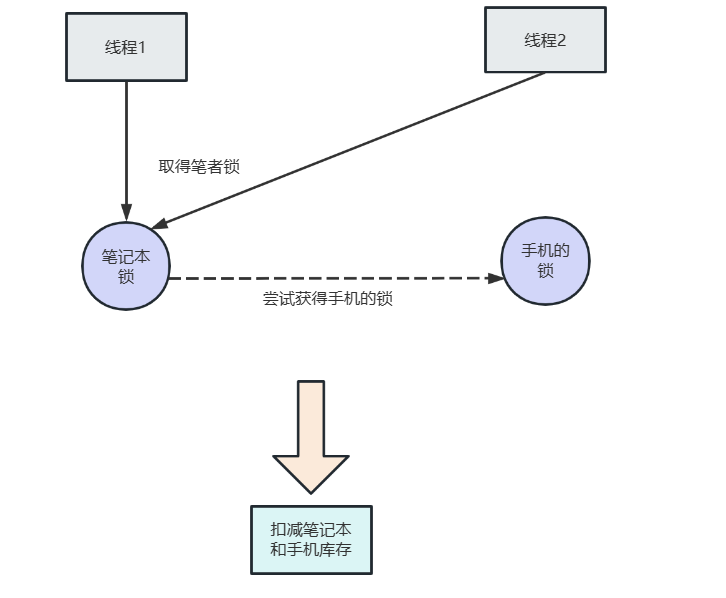 线程1
线程2
取得笔者锁
笔记本
锁
手机的
锁
尝试获得手机的锁
扣减笔记本
和手机库存